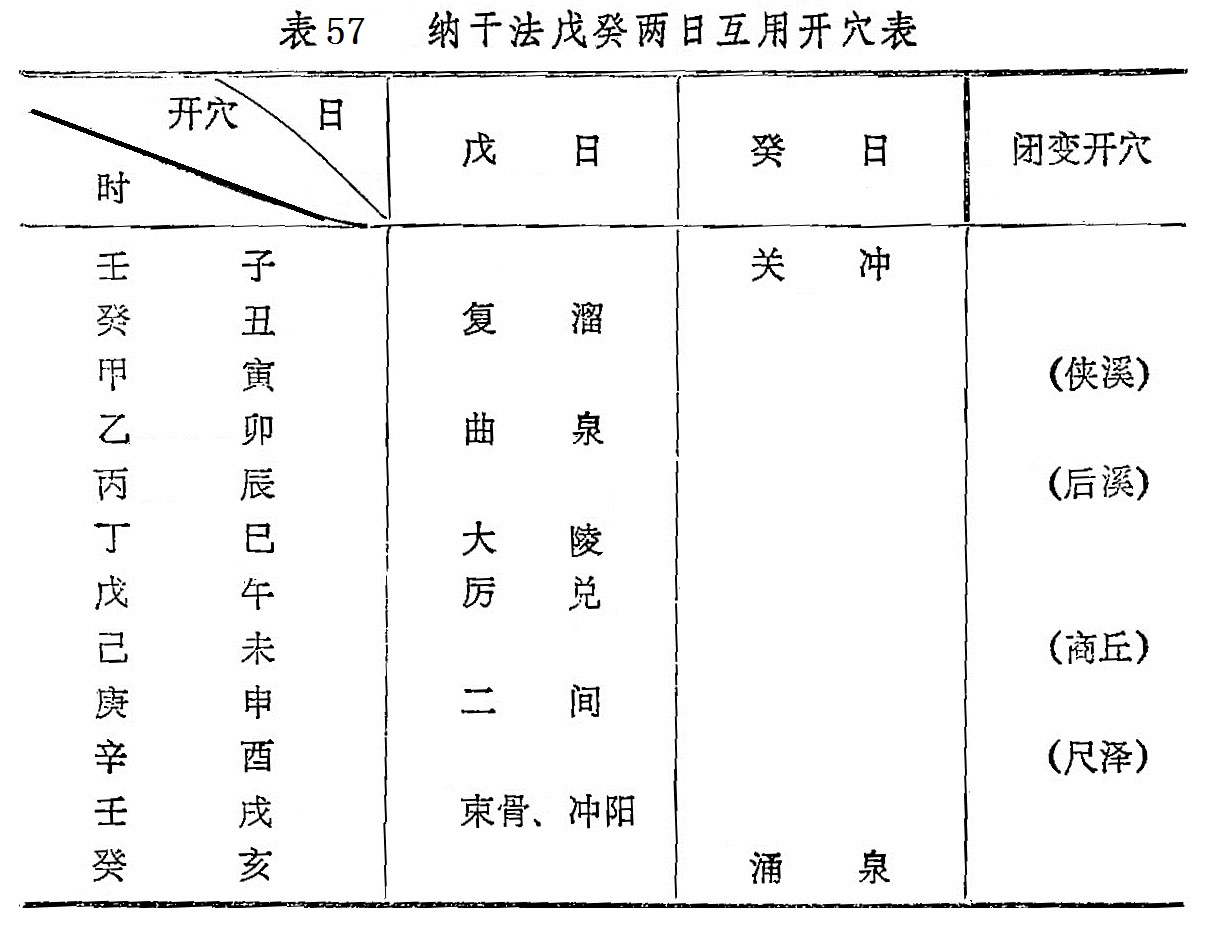 表57 纳干法戊癸两日互用开穴表
开穴 日 时 戊日 癸日 闭变开穴
壬子 关冲
癸丑 复溜
甲寅 (侠溪)
乙卯 曲泉
丙辰 (后溪)
丁巳 大陵
戊午 厉兑
己未 (商丘)
庚申 二间
辛酉 (尺泽)
壬戌 束骨、冲阳
癸亥 涌泉